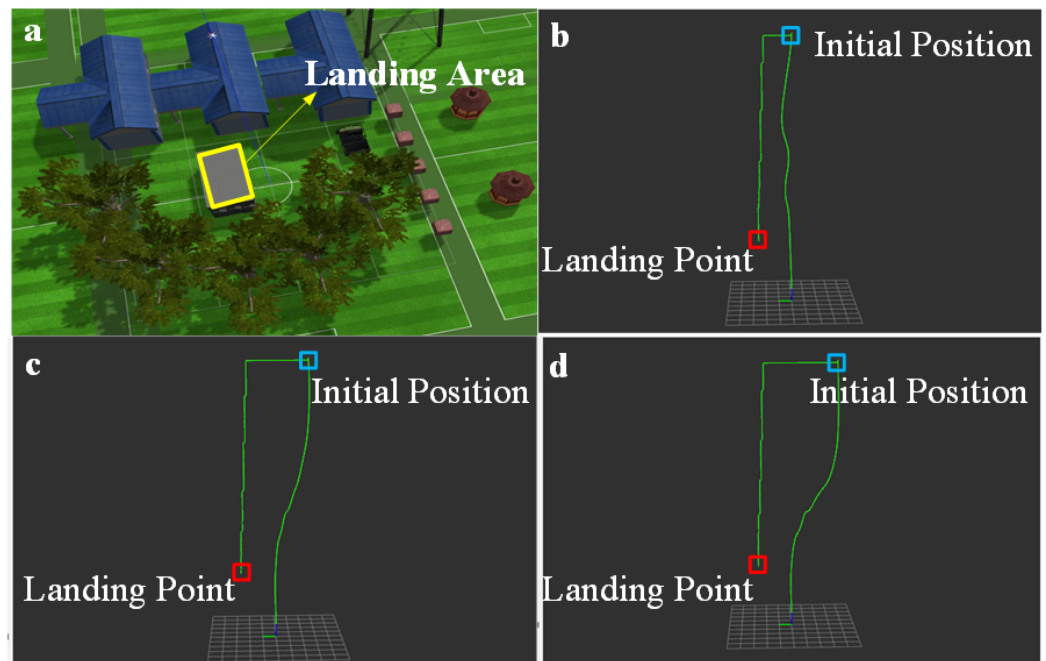 a
Landing Area
b
Initial Position
Landing Point
c
Initial Position
Landing Point
d
Initial Position
Landing Point